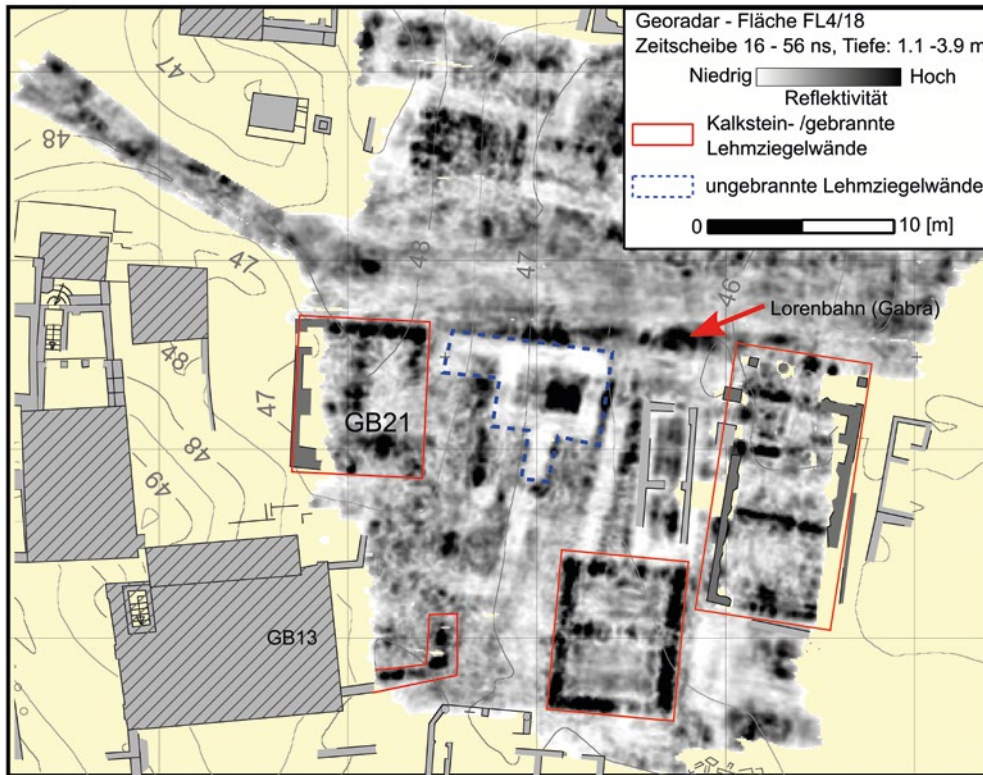 Georadar - Fläche FL4/18
Zeitscheibe 16 - 56 ns, Tiefe: 1.1 -3.9 m
Niedrig Hoch
Reflektivität
Kalkstein- /gebrannte
Lehmziegelwände
ungebrannte Lehmziegelwände
0 10 [m]
47
48
47
48
47
46
Lorenbahn (Gabra)
48
47
GB21
48
49
GB13